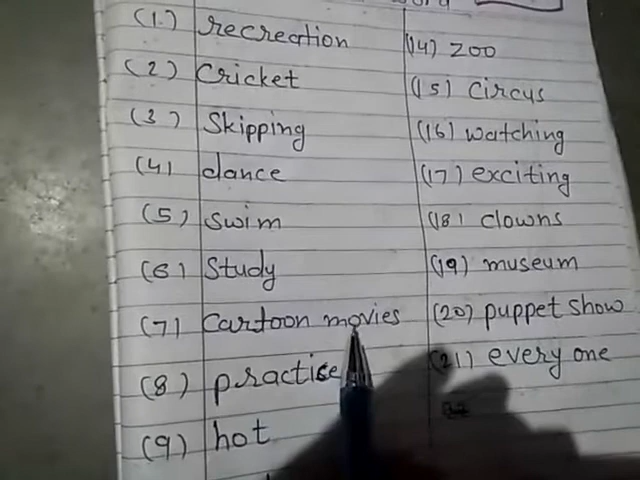 (1) recreation
(2) Cricket
(3) Skipping
(4) dance
(5) Swim
(6) Study
(7) Cartoon movies
(8) practice
(9) hot
(14) zoo
(15) circus
(16) watching
(17) exciting
(18) clowns
(19) museum
(20) puppet show
(21) every one